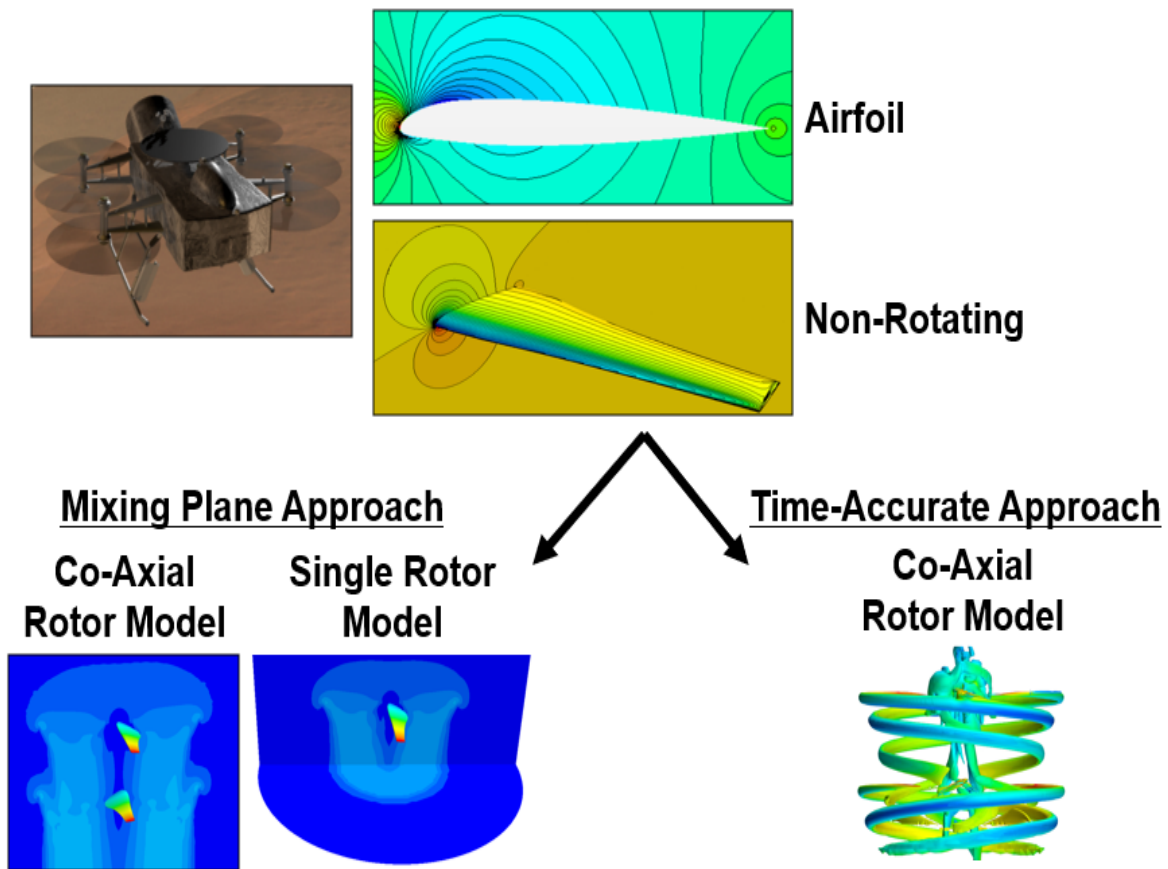 Airfoil
Non-Rotating
Mixing Plane Approach
Co-Axial
Rotor Model
Single Rotor
Model
Time-Accurate Approach
Co-Axial
Rotor Model